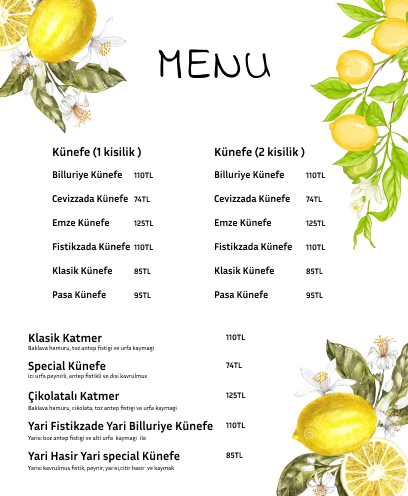 MENU
Künefe (1 kisilik )
Billuriye Künefe 110TL
Cevizzada Künefe 74TL
Emze Künefe 125TL
Fistikzada Künefe 110TL
Klasik Künefe 85TL
Pasa Künefe 95TL
Künefe (2 kisilik )
Billuriye Künefe 110TL
Cevizzada Künefe 74TL
Emze Künefe 125TL
Fistikzada Künefe 110TL
Klasik Künefe 85TL
Pasa Künefe 95TL
Klasik Katmer 110TL
Baklava hamuru, toz antep fistigi ve urfa kaymagi
Special Künefe 74TL
ici urfa peynirli, antep fistikli ve disi kavrulmus
Çikolatalı Katmer 125TL
Baklava hamuru, cikolata, toz antep fistigi ve urfa kaymagi
Yari Fistikzade Yari Billuriye Künefe 110TL
Yarisi boz antep fistigi ve alti urfa kaymagi ile
Yari Hasir Yari special Künefe 85TL
Yarisi kavrulmus fistik, peynir, yarisi,citir hasir ve kaymak